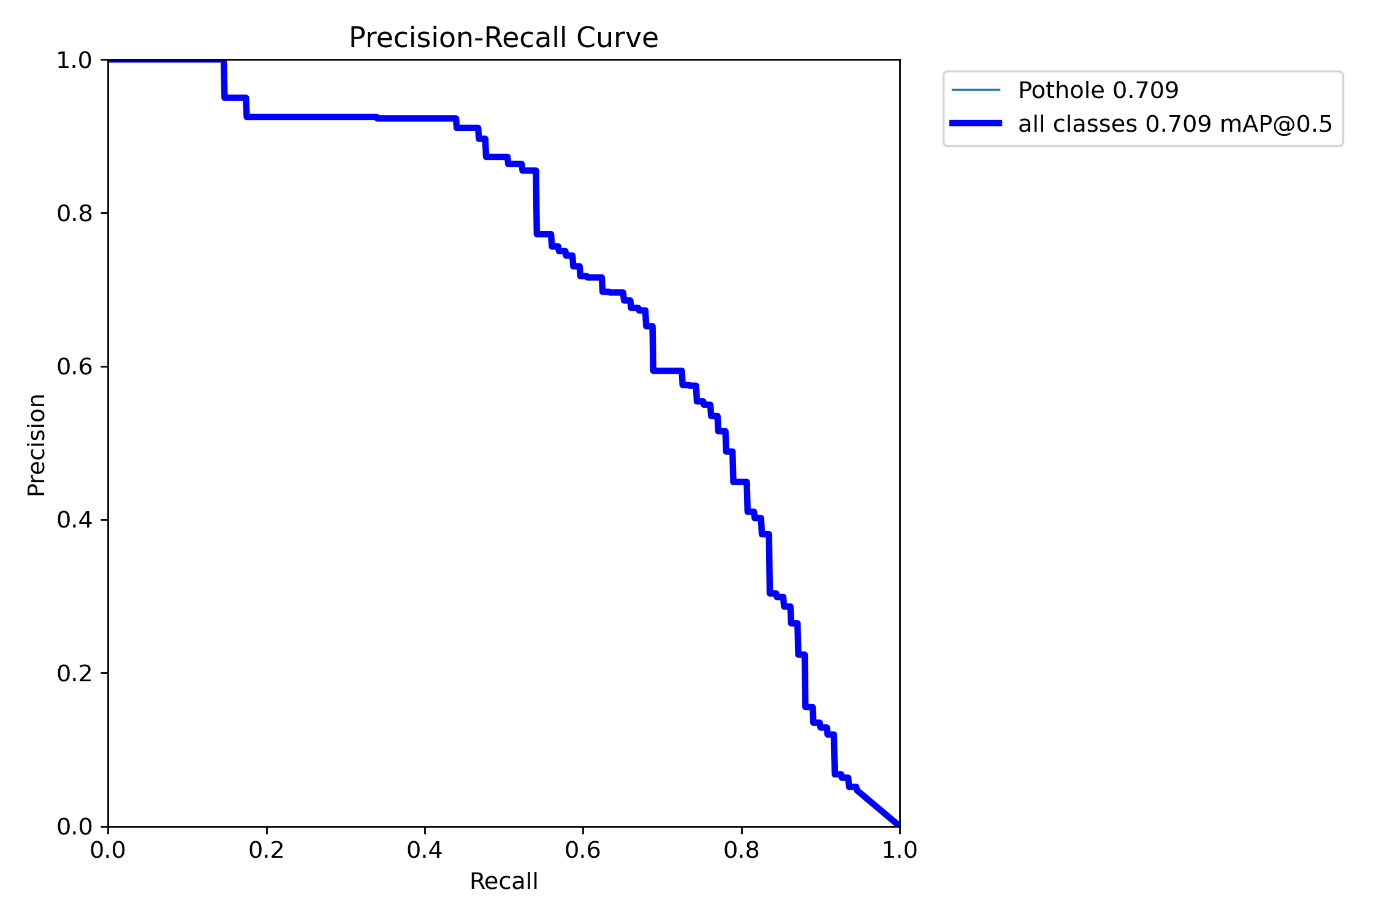 Precision-Recall Curve
1.0
0.8
0.6
0.4
0.2
0.0
Precision
0.0 0.2 0.4 0.6 0.8 1.0
Recall
Pothole 0.709
all classes 0.709 mAP@0.5